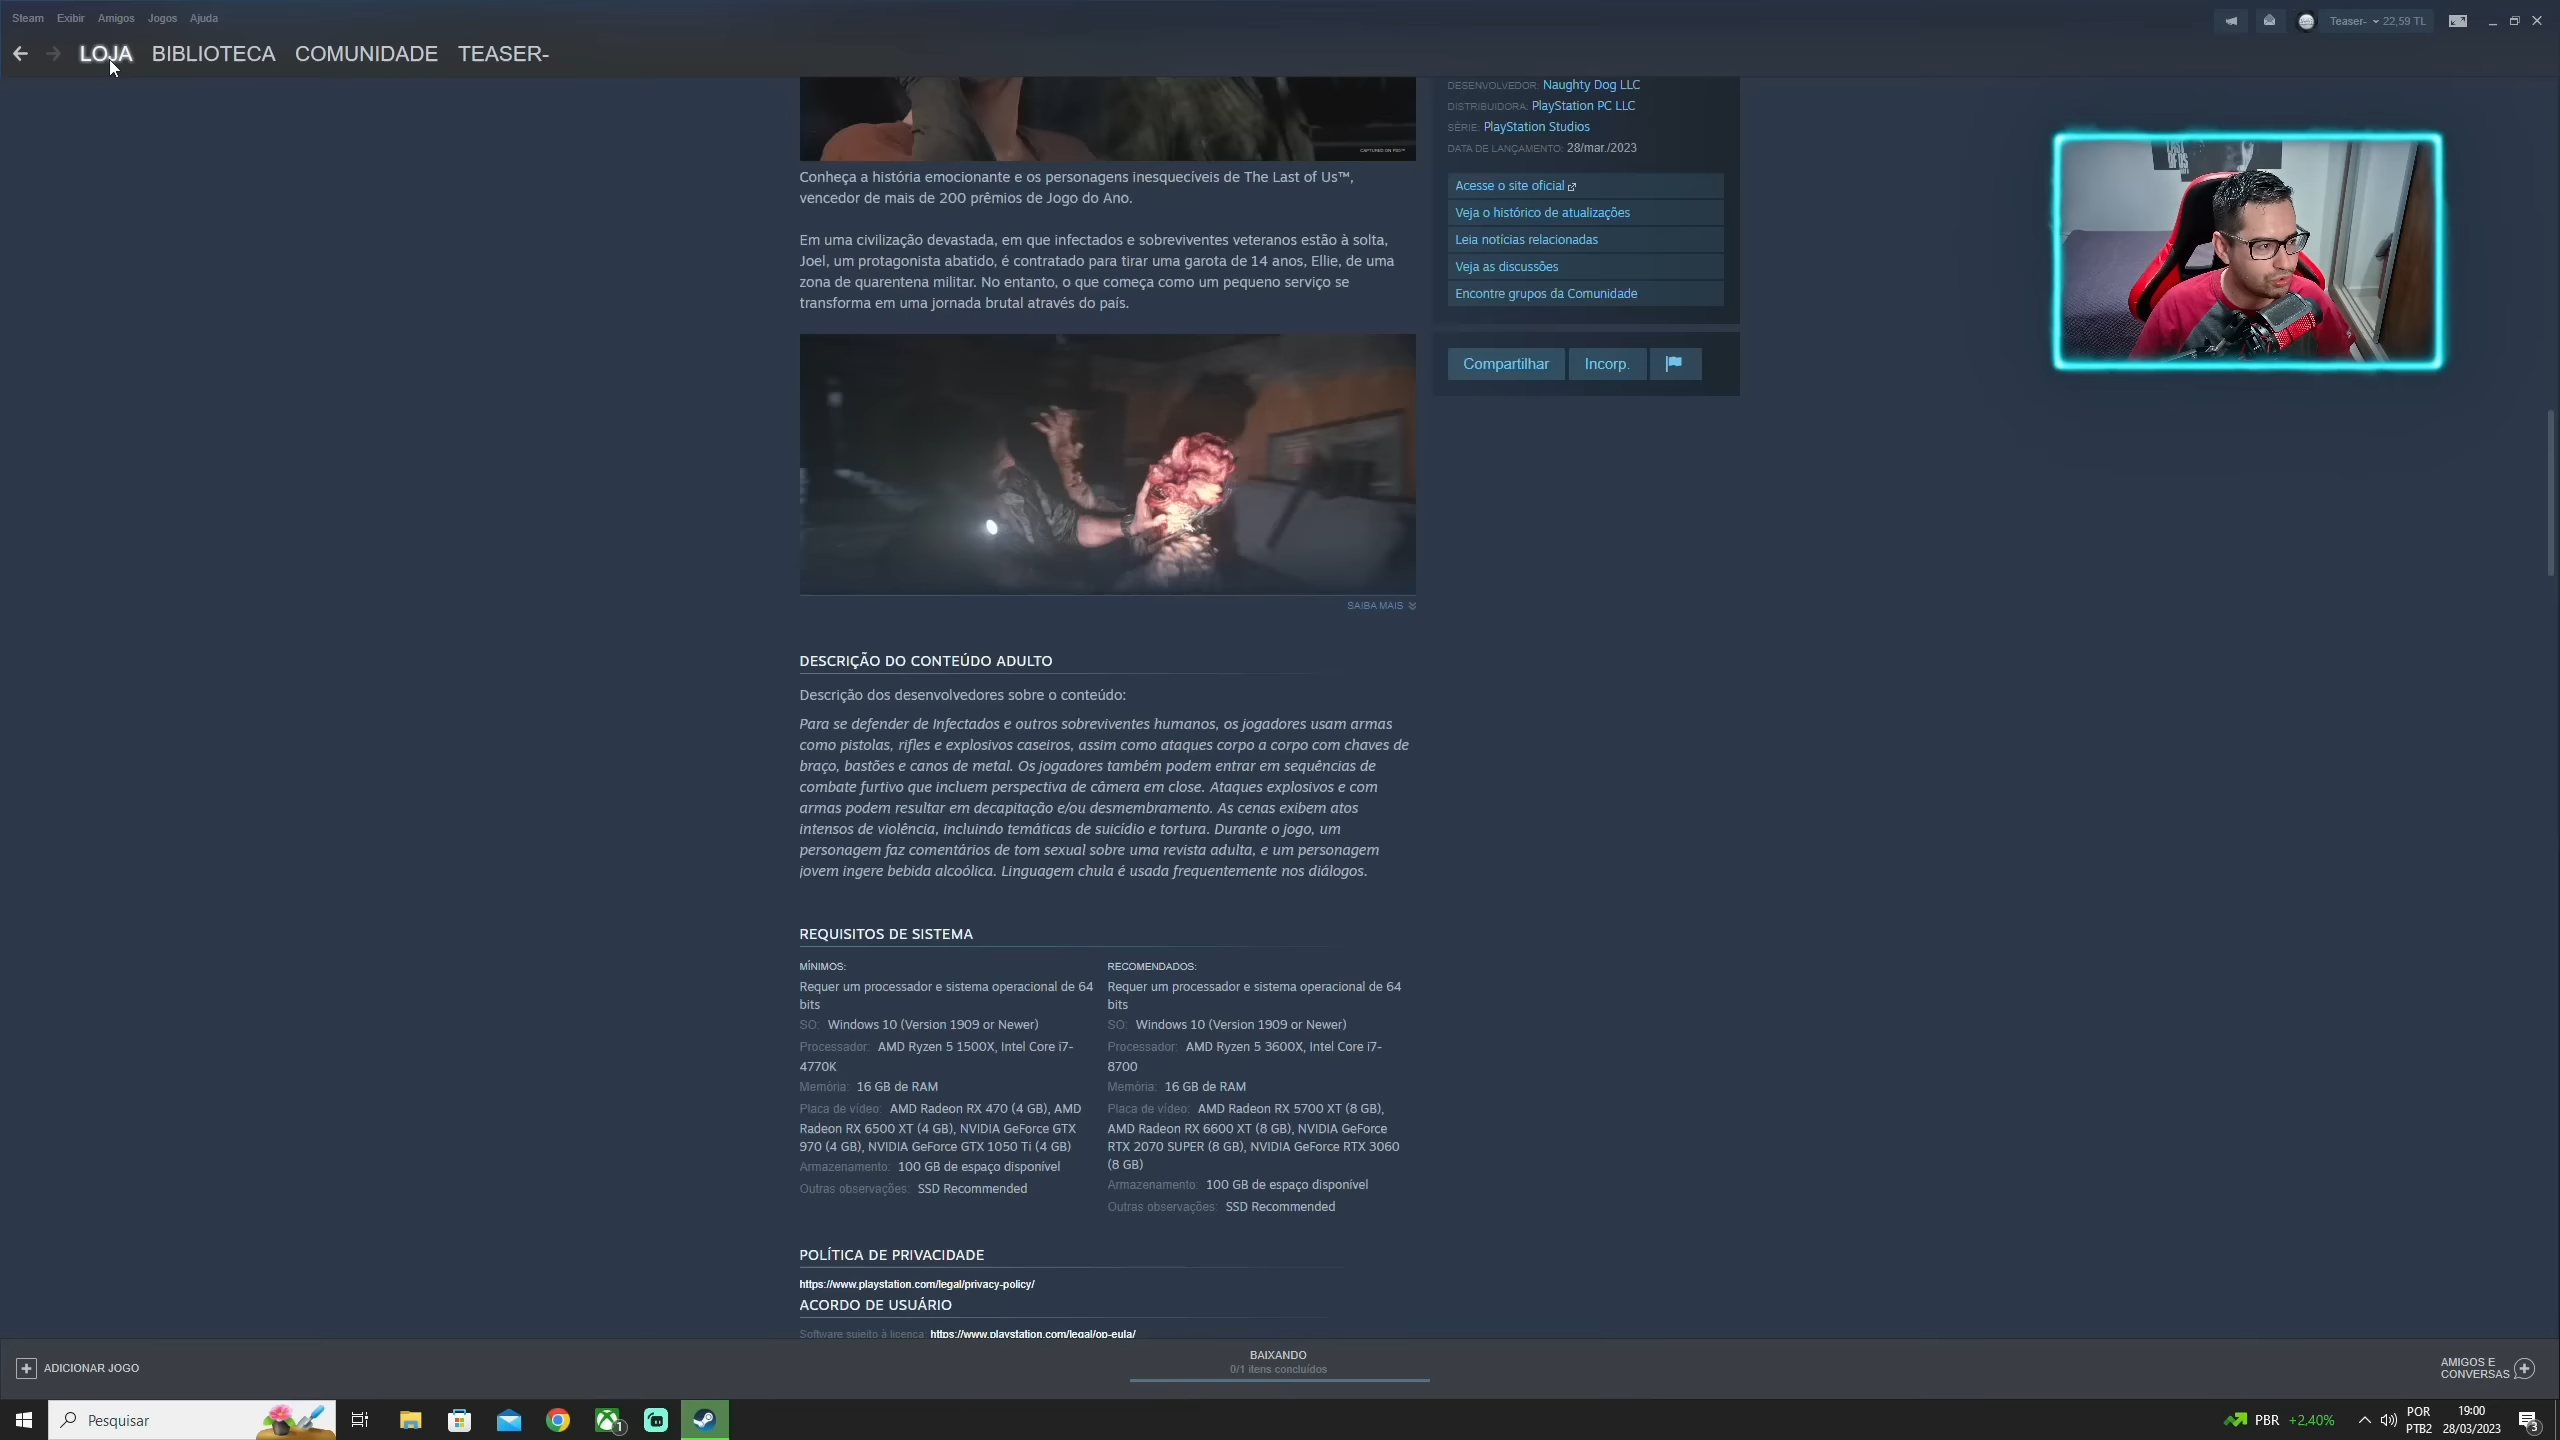 Steam Exibir Amigos Jogos Ajuda
Teaser- 22,59 TL
LOJA BIBLIOTECA COMUNIDADE TEASER-
CAPTURED ON PS5™
DESENVOLVEDOR: Naughty Dog LLC
DISTRIBUIDORA: PlayStation PC LLC
SÉRIE: PlayStation Studios
DATA DE LANÇAMENTO: 28/mar./2023
Acesse o site oficial
Veja o histórico de atualizações
Leia notícias relacionadas
Veja as discussões
Encontre grupos da Comunidade
Compartilhar Incorp.
Conheça a história emocionante e os personagens inesquecíveis de The Last of Us™,
vencedor de mais de 200 prêmios de Jogo do Ano.
Em uma civilização devastada, em que infectados e sobreviventes veteranos estão à solta,
Joel, um protagonista abatido, é contratado para tirar uma garota de 14 anos, Ellie, de uma
zona de quarentena militar. No entanto, o que começa como um pequeno serviço se
transforma em uma jornada brutal através do país.
SAIBA MAIS
DESCRIÇÃO DO CONTEÚDO ADULTO
Descrição dos desenvolvedores sobre o conteúdo:
Para se defender de Infectados e outros sobreviventes humanos, os jogadores usam armas
como pistolas, rifles e explosivos caseiros, assim como ataques corpo a corpo com chaves de
braço, bastões e canos de metal. Os jogadores também podem entrar em sequências de
combate furtivo que incluem perspectiva de câmera em close. Ataques explosivos e com
armas podem resultar em decapitação e/ou desmembramento. As cenas exibem atos
intensos de violência, incluindo temáticas de suicídio e tortura. Durante o jogo, um
personagem faz comentários de tom sexual sobre uma revista adulta, e um personagem
jovem ingere bebida alcoólica. Linguagem chula é usada frequentemente nos diálogos.
REQUISITOS DE SISTEMA
MÍNIMOS:
Requer um processador e sistema operacional de 64
bits
SO: Windows 10 (Version 1909 or Newer)
Processador: AMD Ryzen 5 1500X, Intel Core i7-
4770K
Memória: 16 GB de RAM
Placa de vídeo: AMD Radeon RX 470 (4 GB), AMD
Radeon RX 6500 XT (4 GB), NVIDIA GeForce GTX
970 (4 GB), NVIDIA GeForce GTX 1050 Ti (4 GB)
Armazenamento: 100 GB de espaço disponível
Outras observações: SSD Recommended
RECOMENDADOS:
Requer um processador e sistema operacional de 64
bits
SO: Windows 10 (Version 1909 or Newer)
Processador: AMD Ryzen 5 3600X, Intel Core i7-
8700
Memória: 16 GB de RAM
Placa de vídeo: AMD Radeon RX 5700 XT (8 GB),
AMD Radeon RX 6600 XT (8 GB), NVIDIA GeForce
RTX 2070 SUPER (8 GB), NVIDIA GeForce RTX 3060
(8 GB)
Armazenamento: 100 GB de espaço disponível
Outras observações: SSD Recommended
POLÍTICA DE PRIVACIDADE
https://www.playstation.com/legal/privacy-policy/
ACORDO DE USUÁRIO
Software sujeito à licença https://www.playstation.com/legal/op-eula/
ADICIONAR JOGO
BAIXANDO
0/1 itens concluídos
AMIGOS E
CONVERSAS
Pesquisar
1
PBR +2,40%
POR
PTB2
19:00
28/03/2023
3